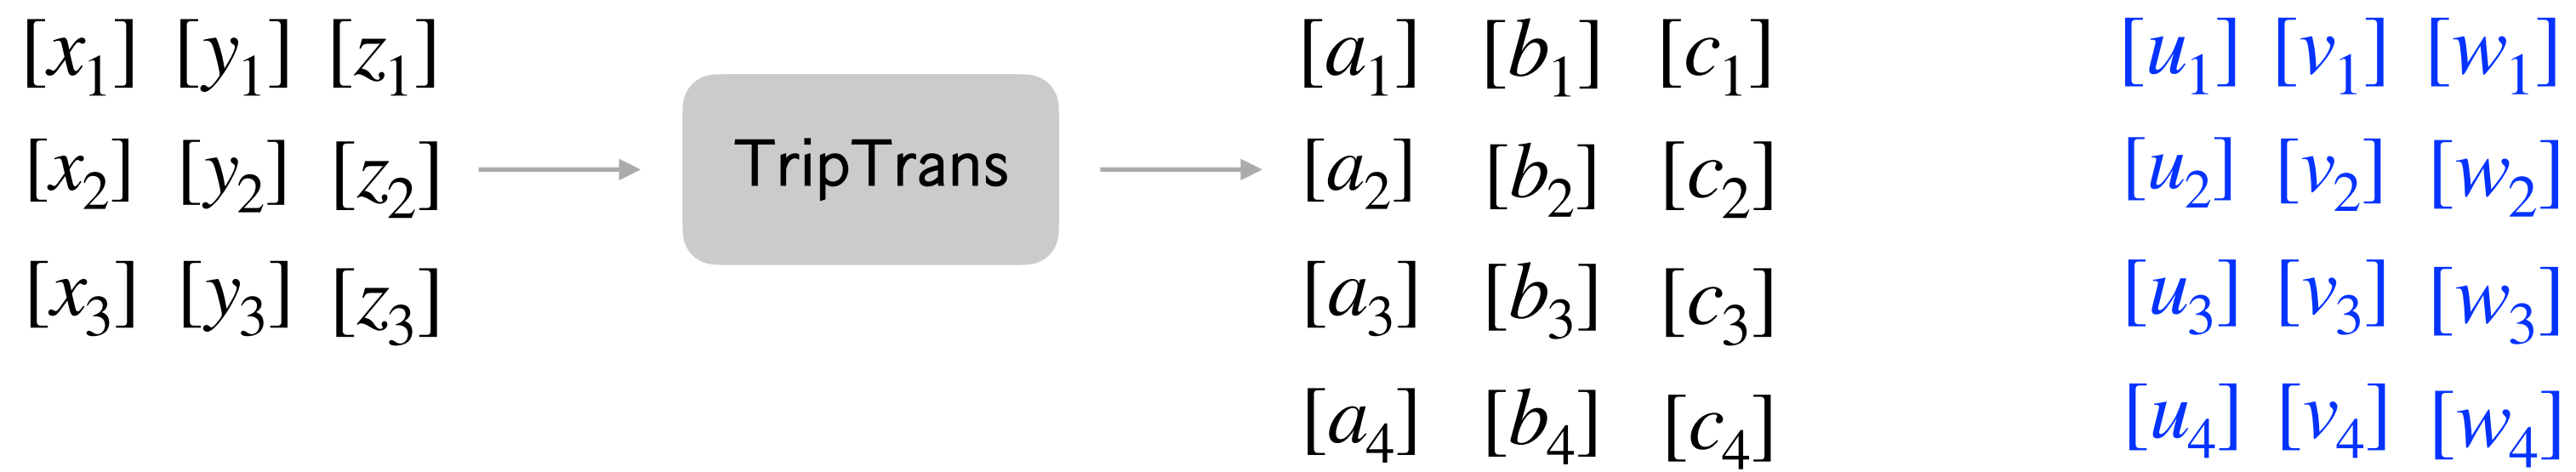 [x₁] [y₁] [z₁] [a₁] [b₁] [c₁] [u₁] [v₁] [w₁]
[x₂] [y₂] [z₂] TripTrans [a₂] [b₂] [c₂] [u₂] [v₂] [w₂]
[x₃] [y₃] [z₃] [a₃] [b₃] [c₃] [u₃] [v₃] [w₃]
[a₄] [b₄] [c₄] [u₄] [v₄] [w₄]